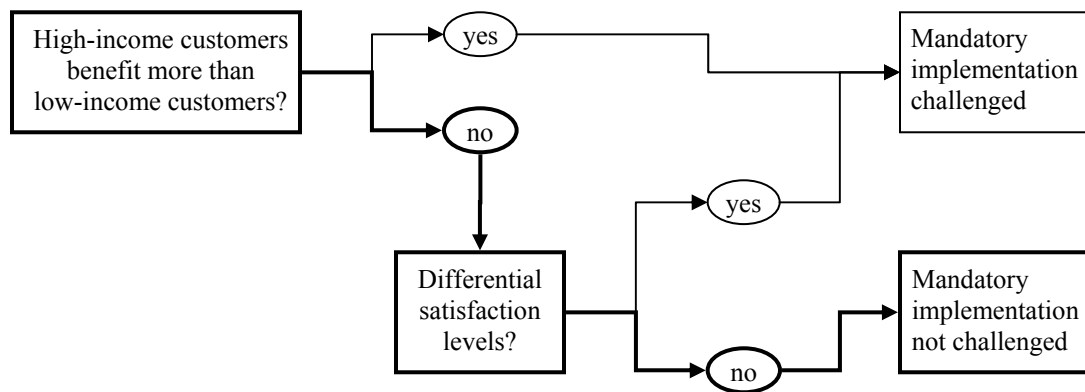 High-income customers
benefit more than
low-income customers?
yes
Mandatory
implementation
challenged
no
yes
Differential
satisfaction
levels?
Mandatory
implementation
not challenged
no